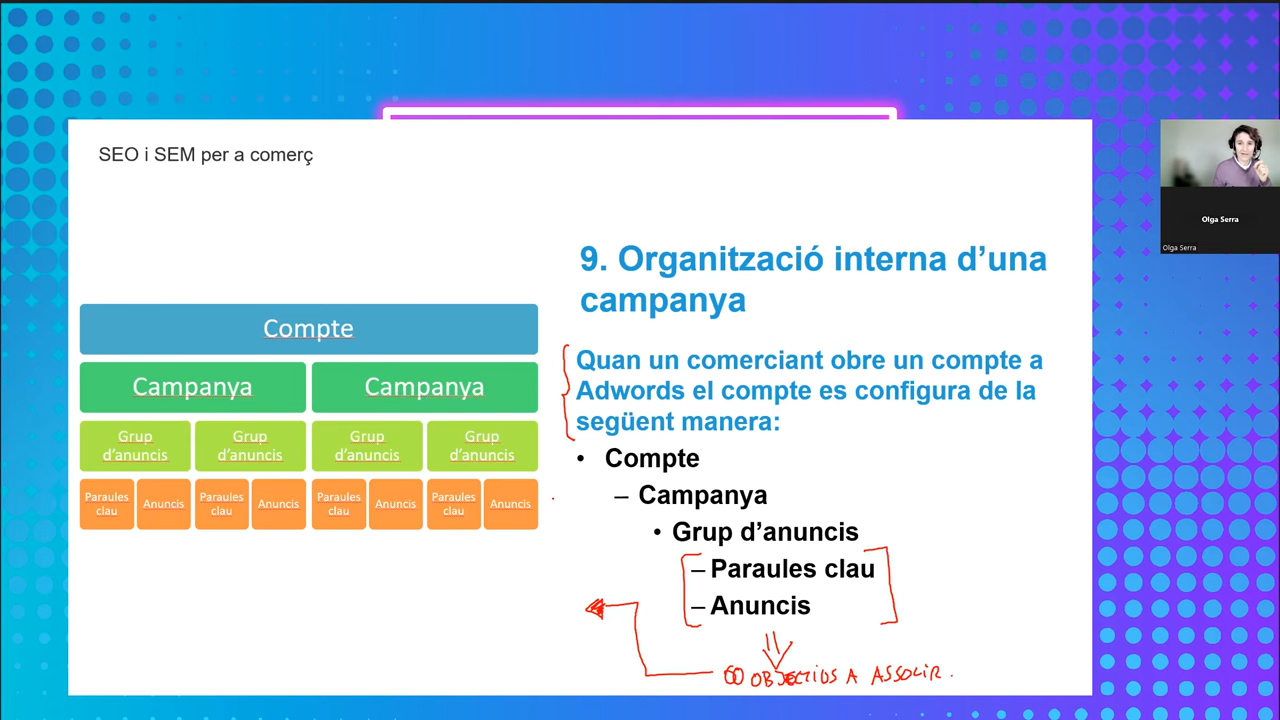 SEO i SEM per a comerç
9. Organització interna d'una
campanya
Compte
Campanya Campanya
Grup d'anuncis Grup d'anuncis Grup d'anuncis Grup d'anuncis
Paraules clau Anuncis Paraules clau Anuncis Paraules clau Anuncis Paraules clau Anuncis
Quan un comerciant obre un compte a
Adwords el compte es configura de la
següent manera:
• Compte
– Campanya
• Grup d'anuncis
– Paraules clau
– Anuncis
OBJECTIUS A ASSOLIR.
Olga Serra
Olga Serra